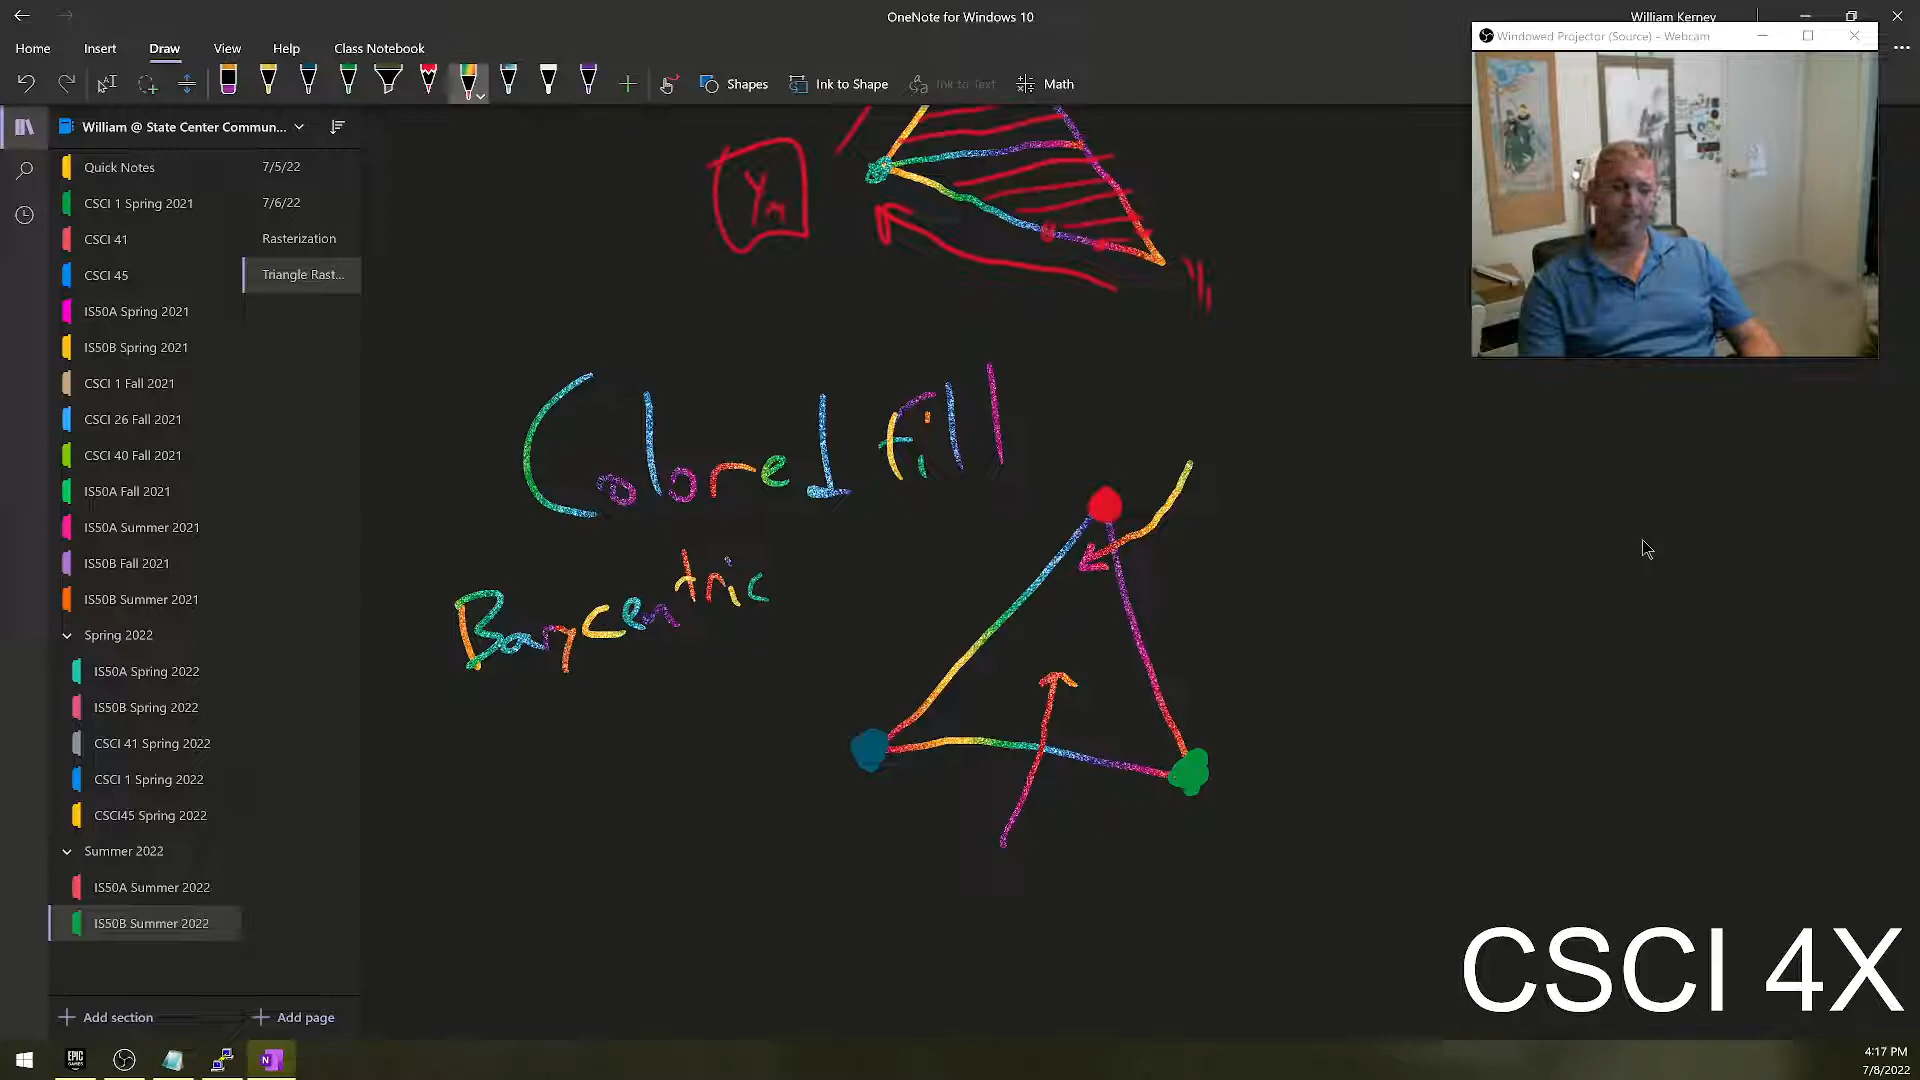 OneNote for Windows 10
William Kerney
Windowed Projector (Source) - Webcam
Home Insert Draw View Help Class Notebook
Shapes Ink to Shape Ink to Text Math
William @ State Center Commun...
Quick Notes
CSCI 1 Spring 2021
CSCI 41
CSCI 45
IS50A Spring 2021
IS50B Spring 2021
CSCI 1 Fall 2021
CSCI 26 Fall 2021
CSCI 40 Fall 2021
IS50A Fall 2021
IS50A Summer 2021
IS50B Fall 2021
IS50B Summer 2021
Spring 2022
IS50A Spring 2022
IS50B Spring 2022
CSCI 41 Spring 2022
CSCI 1 Spring 2022
CSCI45 Spring 2022
Summer 2022
IS50A Summer 2022
IS50B Summer 2022
Add section
7/5/22
7/6/22
Rasterization
Triangle Rast...
Add page
Colored fill
Barycentric
CSCI 4X
EPIC GAMES
N
4:17 PM
7/8/2022